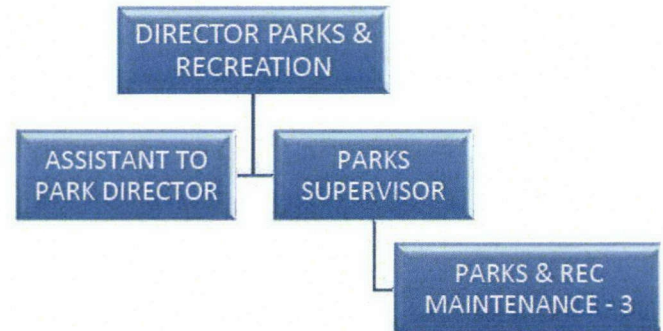 DIRECTOR PARKS &
RECREATION
ASSISTANT TO
PARK DIRECTOR
PARKS
SUPERVISOR
PARKS & REC
MAINTENANCE - 3